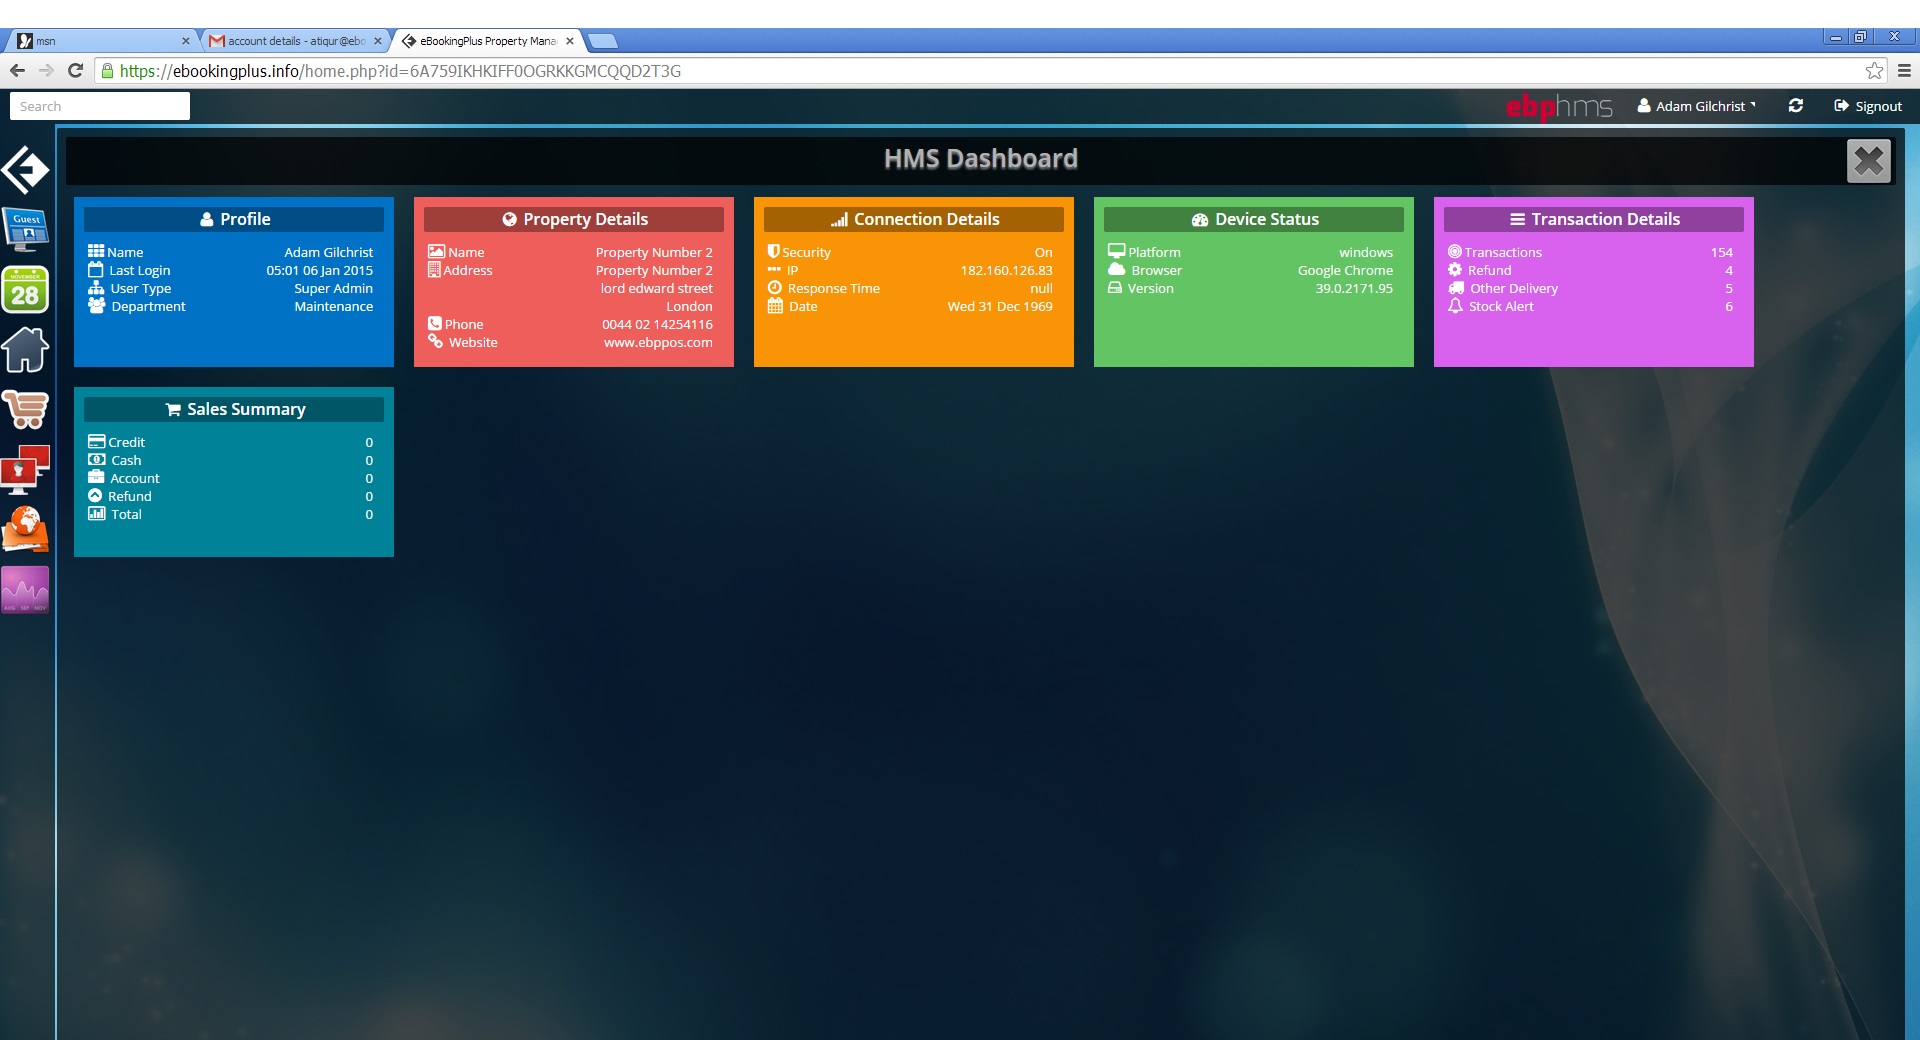 msn
account details - atiqur@ebo
eBookingPlus Property Mana
https://ebookingplus.info/home.php?id=6A759IKHKIFF0OGRKKGMCQQD2T3G
Search
ebphms
Adam Gilchrist
Signout
HMS Dashboard
Profile
Name Adam Gilchrist
Last Login 05:01 06 Jan 2015
User Type Super Admin
Department Maintenance
Property Details
Name Property Number 2
Address Property Number 2
lord edward street
London
Phone 0044 02 14254116
Website www.ebppos.com
Connection Details
Security On
IP 182.160.126.83
Response Time null
Date Wed 31 Dec 1969
Device Status
Platform windows
Browser Google Chrome
Version 39.0.2171.95
Transaction Details
Transactions 154
Refund 4
Other Delivery 5
Stock Alert 6
Guest
NOVEMBER
28
Sales Summary
Credit 0
Cash 0
Account 0
Refund 0
Total 0
AUG SEP NOV